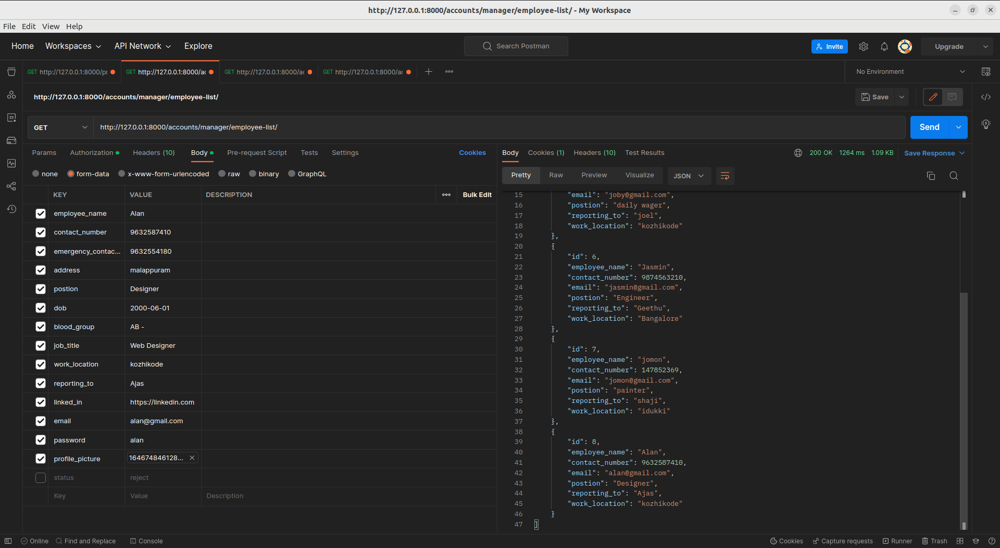 http://127.0.0.1:8000/accounts/manager/employee-list/ - My Workspace
File Edit View Help
Home Workspaces API Network Explore Search Postman Invite Upgrade
GET http://127.0.0.1:8000/pr GET http://127.0.0.1:8000/ac GET http://127.0.0.1:8000/ac GET http://127.0.0.1:8000/ac No Environment
http://127.0.0.1:8000/accounts/manager/employee-list/ Save
GET http://127.0.0.1:8000/accounts/manager/employee-list/ Send
Params Authorization Headers (10) Body Pre-request Script Tests Settings Cookies
none form-data x-www-form-urlencoded raw binary GraphQL
KEY VALUE DESCRIPTION Bulk Edit
employee_name Alan
contact_number 9632587410
emergency_contac... 9632554180
address malappuram
postion Designer
dob 2000-06-01
blood_group AB -
job_title Web Designer
work_location kozhikode
reporting_to Ajas
linked_in https://linkedin.com
email alan@gmail.com
password alan
profile_picture 164674846128...
status reject
Key Value Description
Body Cookies (1) Headers (10) Test Results 200 OK 1264 ms 1.09 KB Save Response
Pretty Raw Preview Visualize JSON
15 "email": "joby@gmail.com",
16 "postion": "daily wager",
17 "reporting_to": "joel",
18 "work_location": "kozhikode"
19 },
20 {
21 "id": 6,
22 "employee_name": "Jasmin",
23 "contact_number": 9874563210,
24 "email": "jasmin@gmail.com",
25 "postion": "Engineer",
26 "reporting_to": "Geethu",
27 "work_location": "Bangalore"
28 },
29 {
30 "id": 7,
31 "employee_name": "jomon",
32 "contact_number": 147852369,
33 "email": "jomon@gmail.com",
34 "postion": "painter",
35 "reporting_to": "shaji",
36 "work_location": "idukki"
37 },
38 {
39 "id": 8,
40 "employee_name": "Alan",
41 "contact_number": 9632587410,
42 "email": "alan@gmail.com",
43 "postion": "Designer",
44 "reporting_to": "Ajas",
45 "work_location": "kozhikode"
46 }
47 ]
Online Find and Replace Console Cookies Capture requests Runner Trash